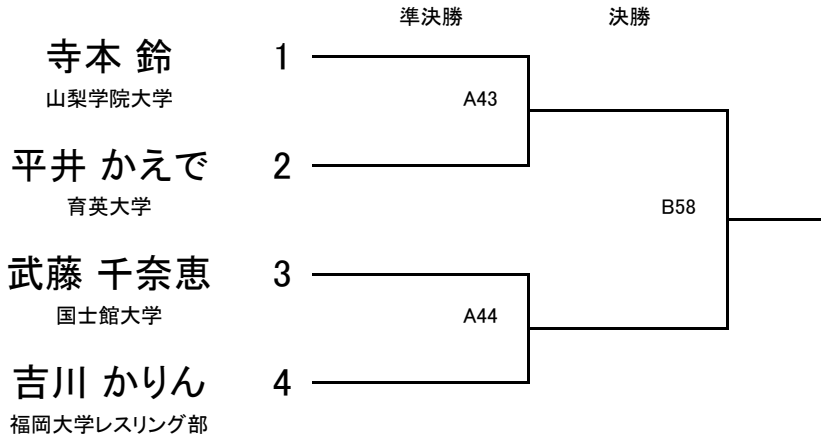 準決勝 決勝
寺本 鈴 1
山梨学院大学
A43
平井 かえで 2
育英大学
B58
武藤 千奈恵 3
国士館大学
A44
吉川 かりん 4
福岡大学レスリング部